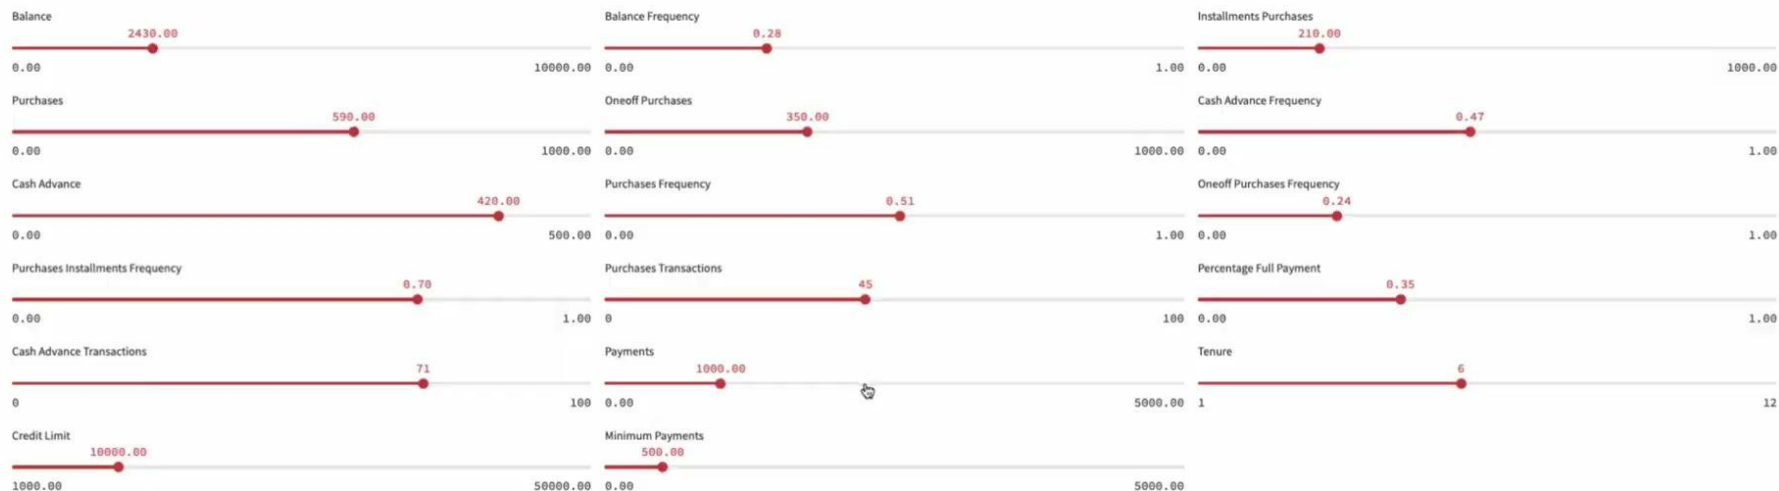 Balance
2430.00
0.00 10000.00
Balance Frequency
0.28
0.00 1.00
Installments Purchases
210.00
0.00 1000.00
Purchases
590.00
0.00 1000.00
Oneoff Purchases
350.00
0.00 1000.00
Cash Advance Frequency
0.47
0.00 1.00
Cash Advance
420.00
0.00 500.00
Purchases Frequency
0.51
0.00 1.00
Oneoff Purchases Frequency
0.24
0.00 1.00
Purchases Installments Frequency
0.70
0.00 1.00
Purchases Transactions
45
0 100
Percentage Full Payment
0.35
0.00 1.00
Cash Advance Transactions
71
0 100
Payments
1000.00
0.00 5000.00
Tenure
6
1 12
Credit Limit
10000.00
1000.00 50000.00
Minimum Payments
500.00
0.00 5000.00